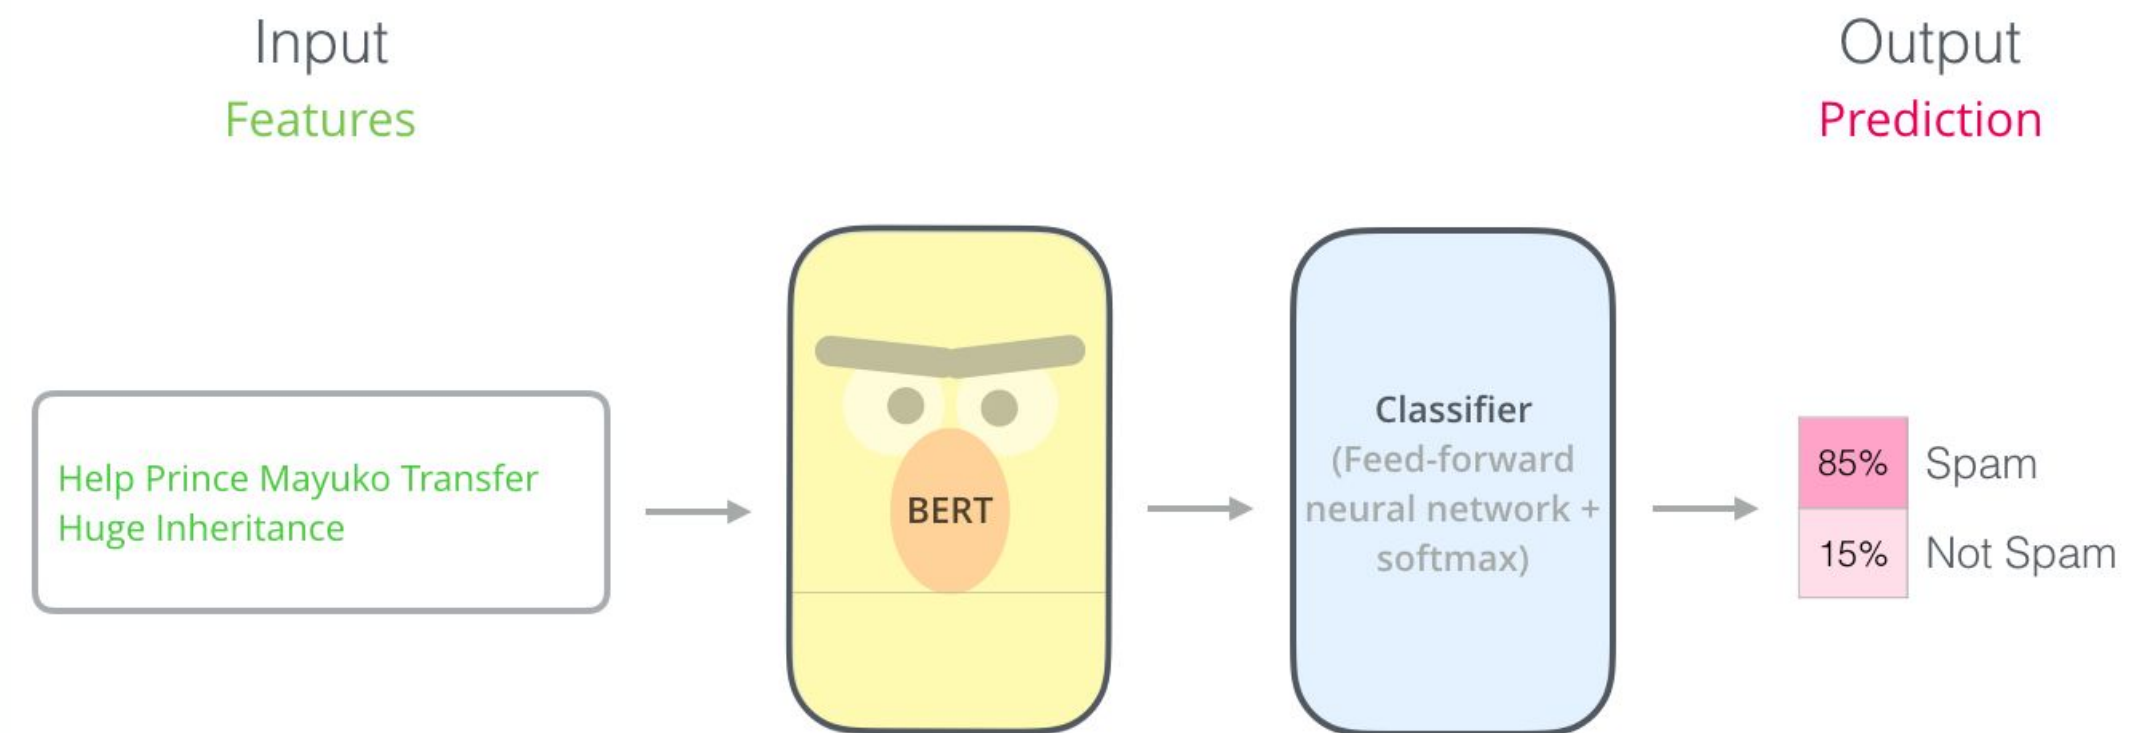 Input
Features
Output
Prediction
Help Prince Mayuko Transfer
Huge Inheritance
BERT
Classifier
(Feed-forward
neural network +
softmax)
85% Spam
15% Not Spam